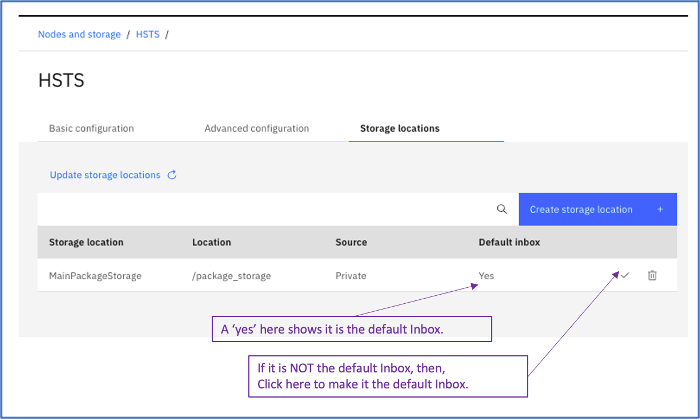 Nodes and storage / HSTS /
HSTS
Basic configuration Advanced configuration Storage locations
Update storage locations
Create storage location +
Storage location Location Source Default inbox
MainPackageStorage /package_storage Private Yes
A ‘yes’ here shows it is the default Inbox.
If it is NOT the default Inbox, then,
Click here to make it the default Inbox.